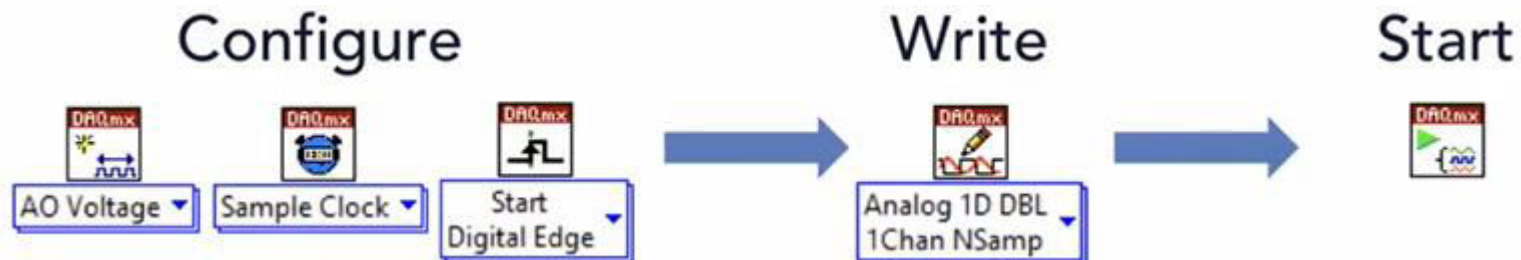 Configure
Write
Start
DAQmx
DAQmx
DAQmx
DAQmx
DAQmx
AO Voltage
Sample Clock
Start
Digital Edge
Analog 1D DBL
1Chan NSamp